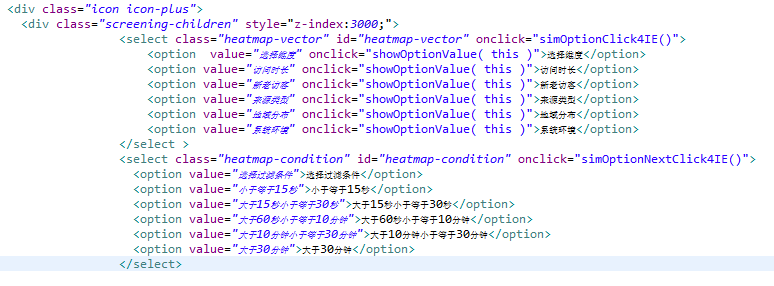 <div class="icon icon-plus">
<div class="screening-children" style="z-index:3000;">
<select class="heatmap-vector" id="heatmap-vector" onclick="simOptionClick4IE()">
<option  value="选择维度" onclick="showOptionValue( this )">选择维度</option>
<option value="访问时长" onclick="showOptionValue( this )">访问时长</option>
<option value="新老访客" onclick="showOptionValue( this )">新老访客</option>
<option value="来源类型" onclick="showOptionValue( this )">来源类型</option>
<option value="地域分布" onclick="showOptionValue( this )">地域分布</option>
<option value="系统环境" onclick="showOptionValue( this )">系统环境</option>
</select >
<select class="heatmap-condition" id="heatmap-condition" onclick="simOptionNextClick4IE()">
<option value="选择过滤条件">选择过滤条件</option>
<option value="小于等于15秒">小于等于15秒</option>
<option value="大于15秒小于等于30秒">大于15秒小于等于30秒</option>
<option value="大于60秒小于等于10分钟">大于60秒小于等于10分钟</option>
<option value="大于10分钟小于等于30分钟">大于10分钟小于等于30分钟</option>
<option value="大于30分钟">大于30分钟</option>
</select>